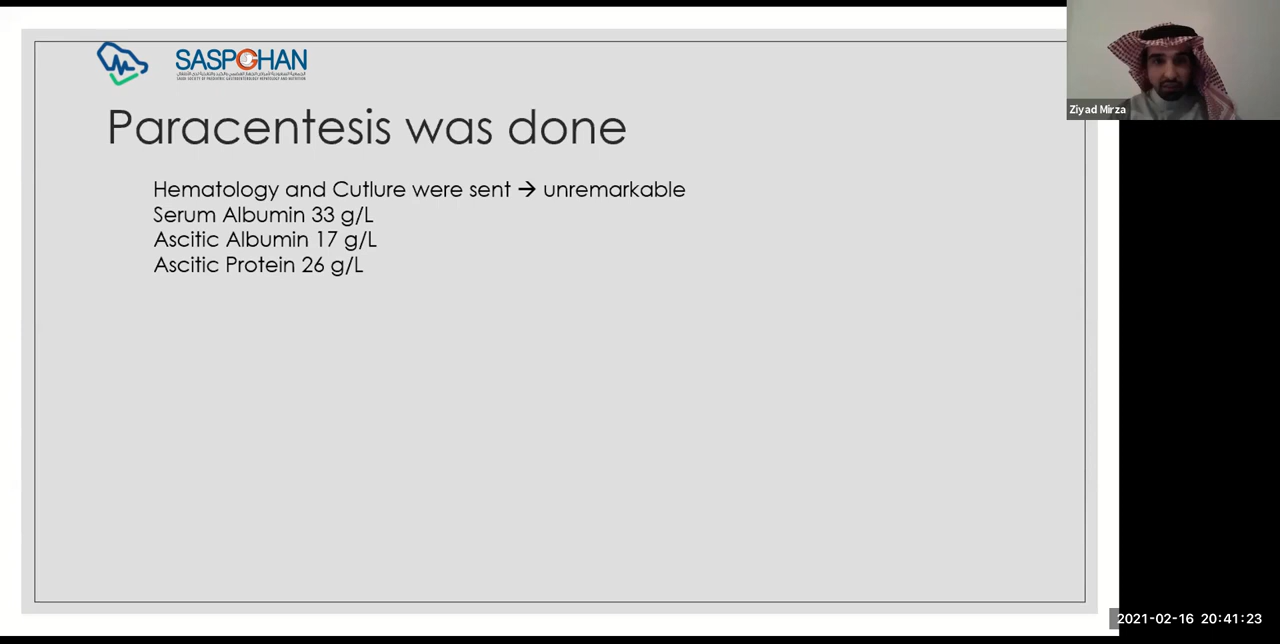 SASPGHAN
Paracentesis was done
Hematology and Cutlure were sent → unremarkable
Serum Albumin 33 g/L
Ascitic Albumin 17 g/L
Ascitic Protein 26 g/L
Ziyad Mirza
2021-02-16 20:41:23